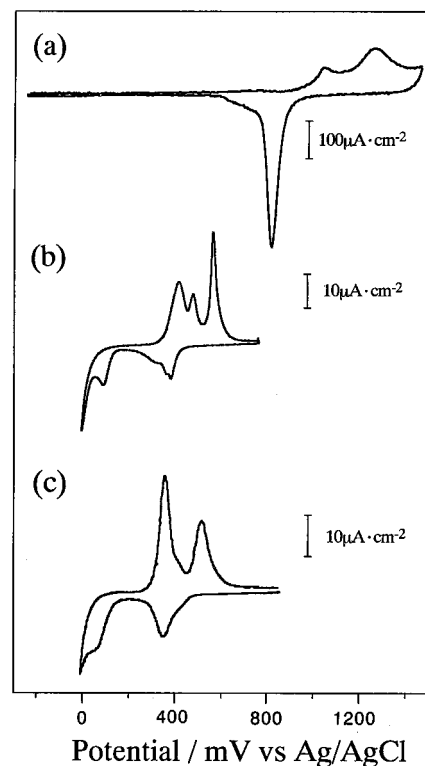 (a)
100μA·cm-2
(b)
10μA·cm-2
(c)
10μA·cm-2
0 400 800 1200
Potential / mV vs Ag/AgCl